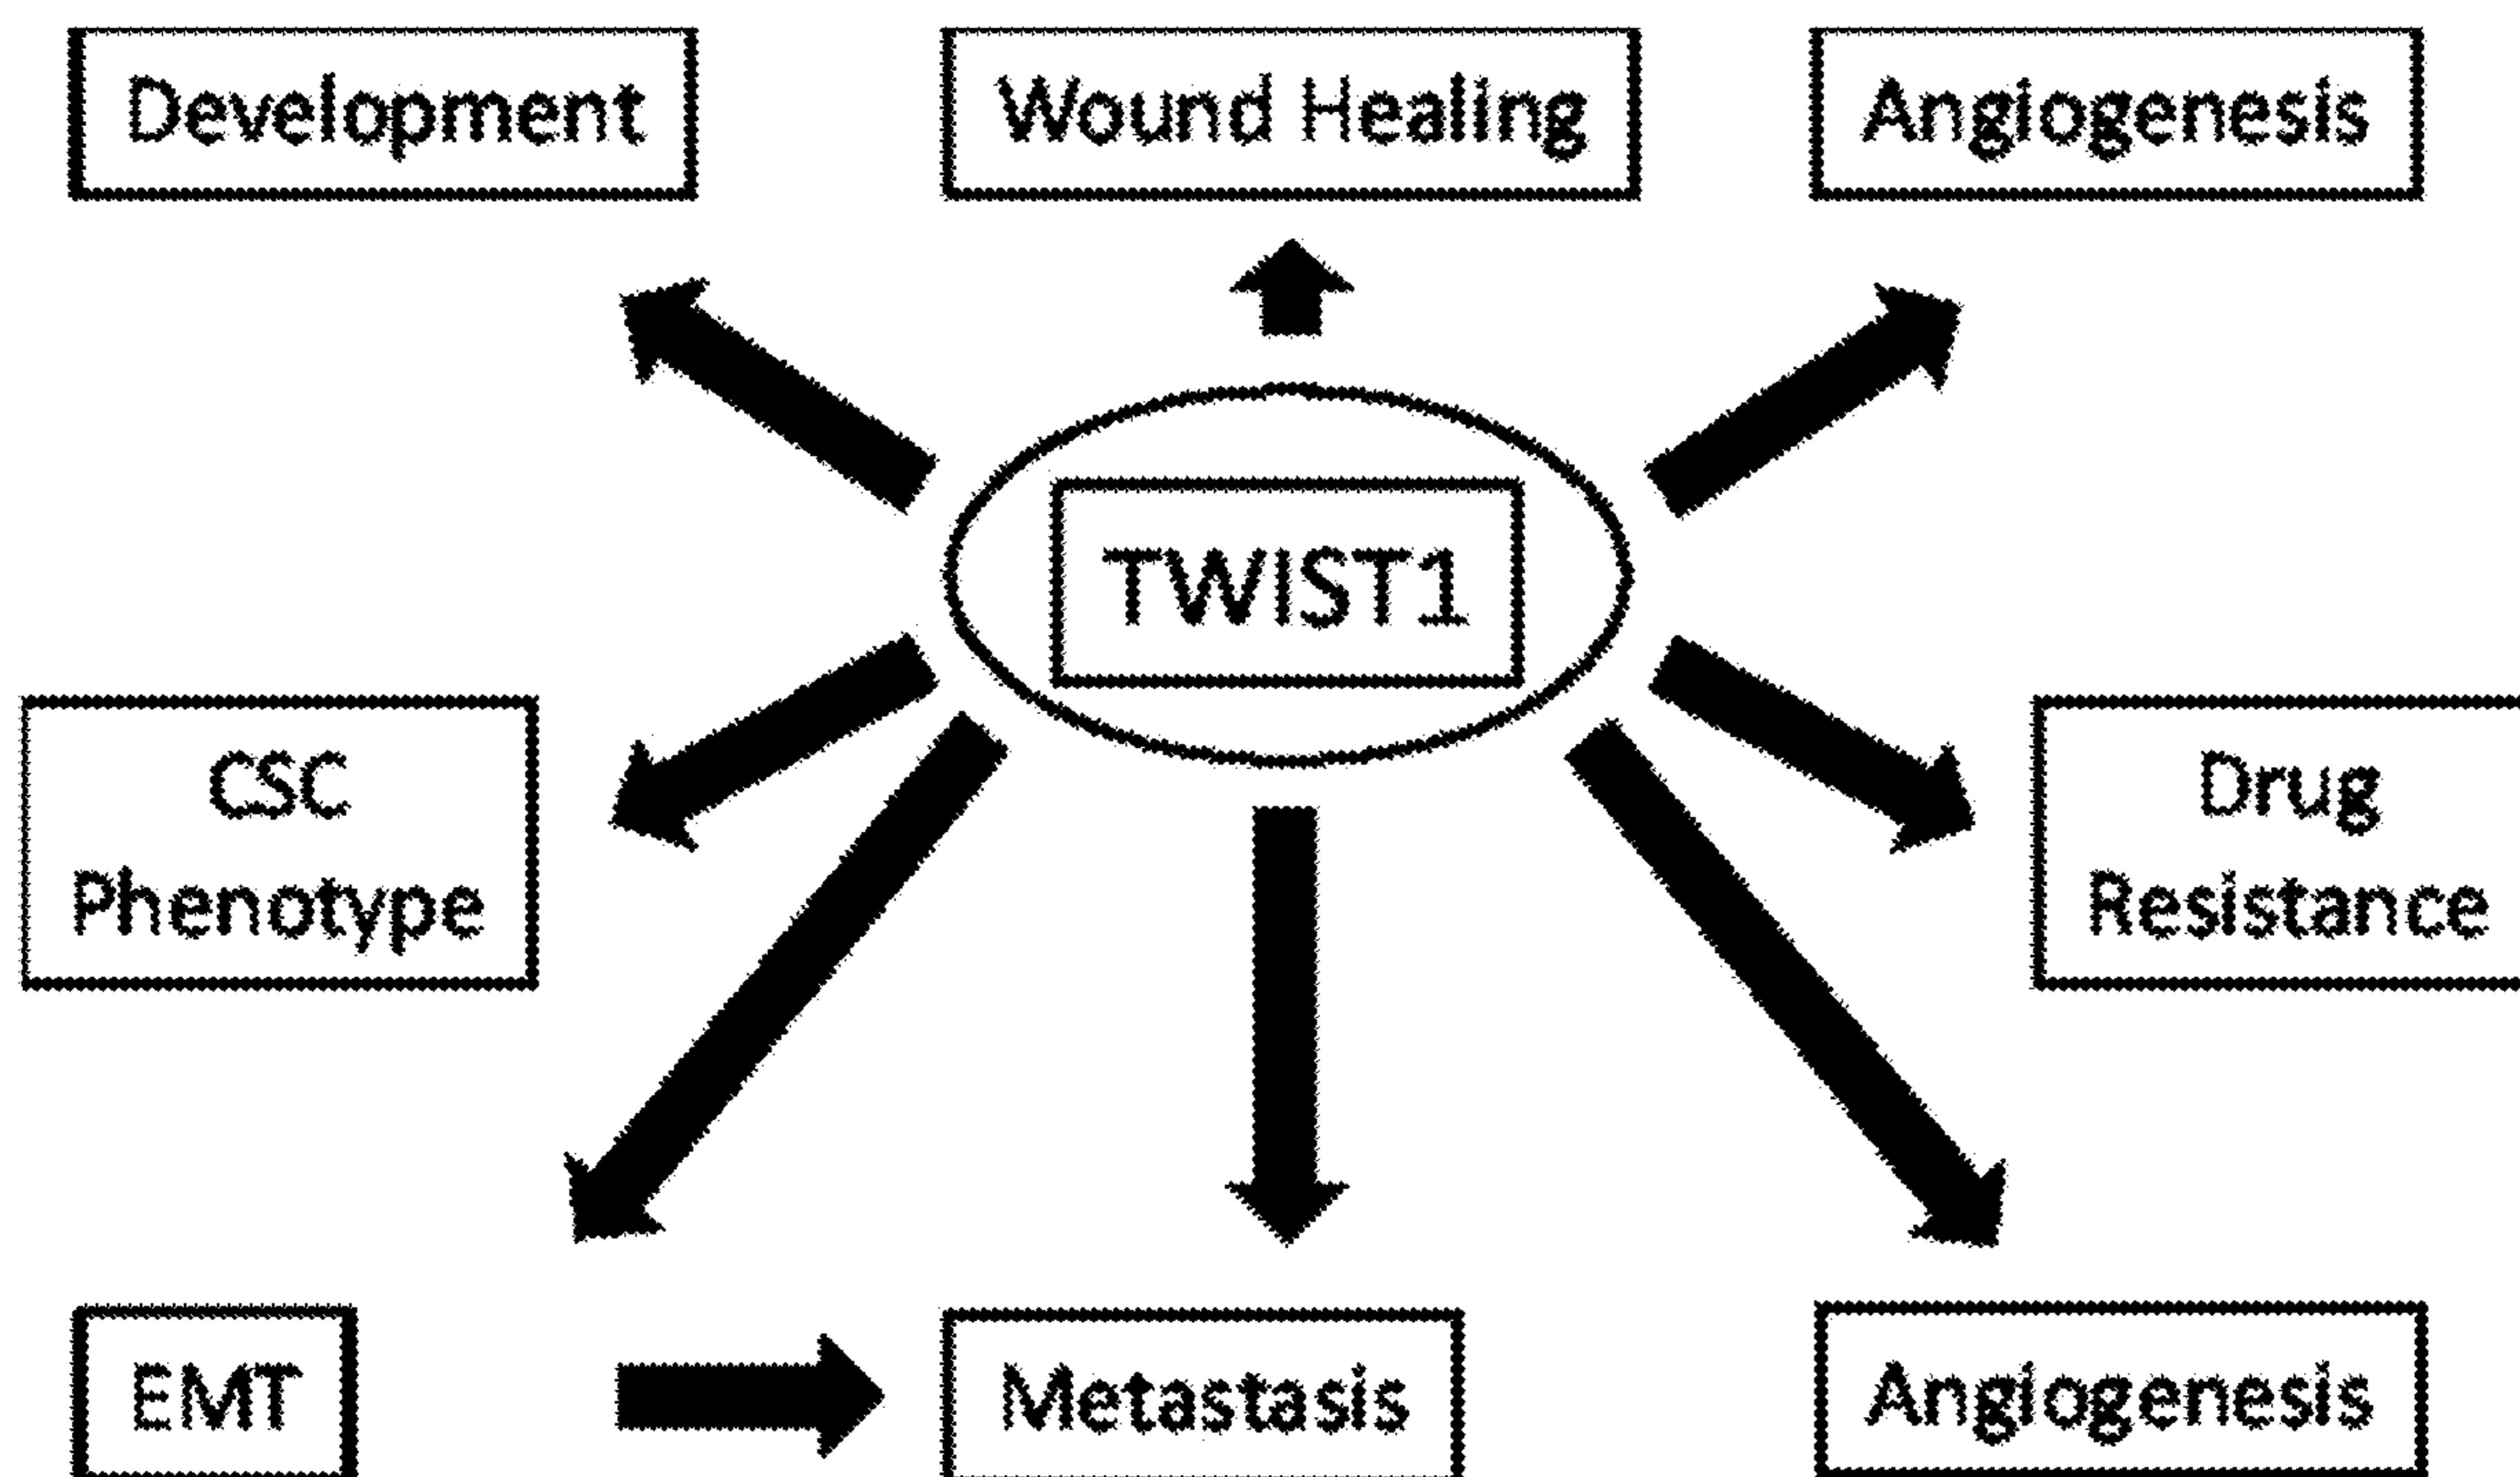 Development
Wound Healing
Angiogenesis
TWIST1
CSC
Phenotype
Drug
Resistance
EMT
Metastasis
Angiogenesis